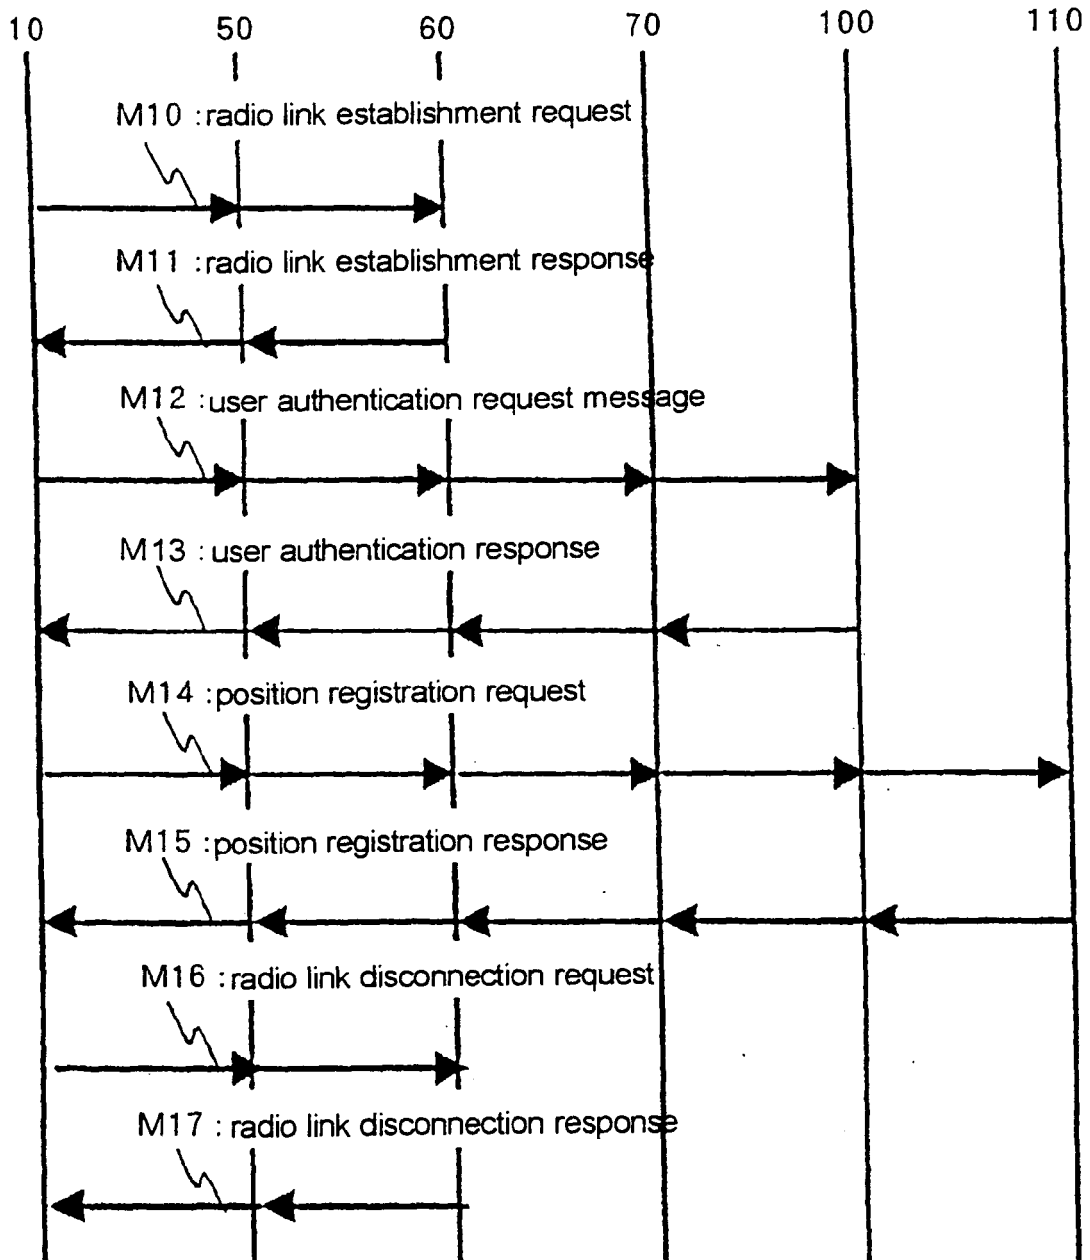 10 50 60 70 100 110
M10 :radio link establishment request
M11 :radio link establishment response
M12 :user authentication request message
M13 :user authentication response
M14 :position registration request
M15 :position registration response
M16 :radio link disconnection request
M17 : radio link disconnection response